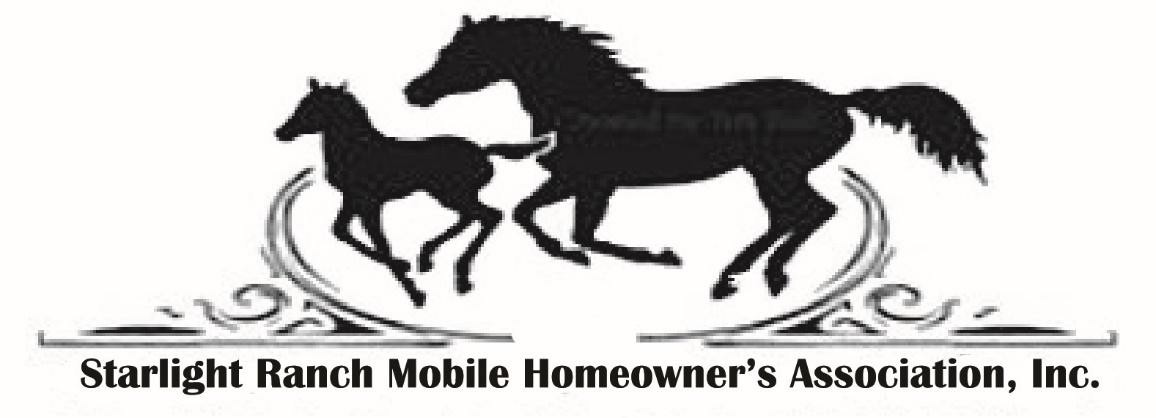 Starlight Ranch Mobile Homeowner's Association, Inc.